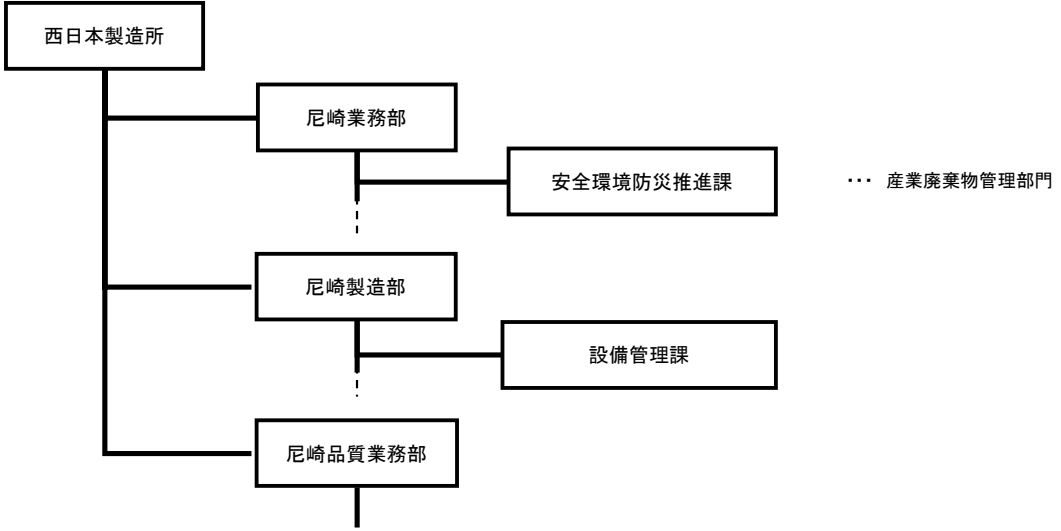 西日本製造所
尼崎業務部
安全環境防災推進課
… 産業廃棄物管理部門
尼崎製造部
設備管理課
尼崎品質業務部